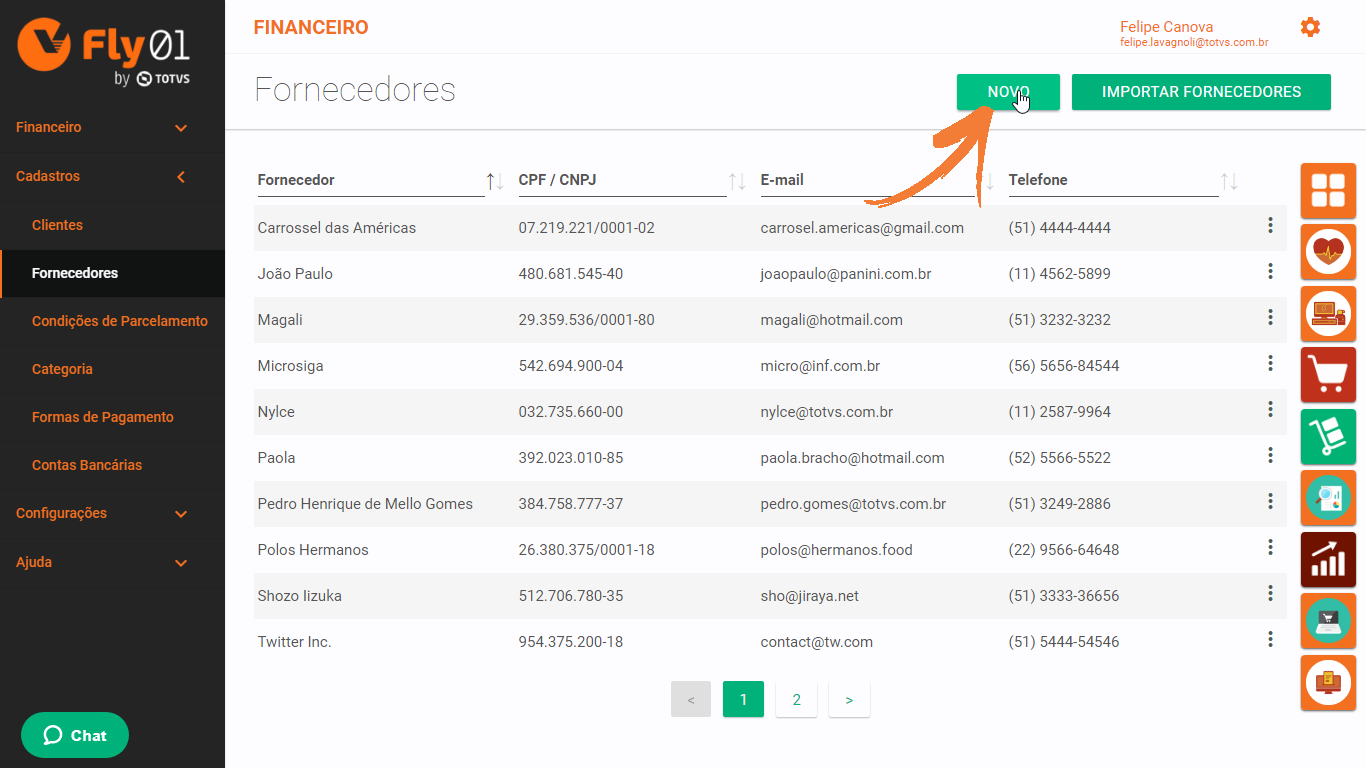 Fly01
by TOTVS
Financeiro
Cadastros
Clientes
Fornecedores
Condições de Parcelamento
Categoria
Formas de Pagamento
Contas Bancárias
Configurações
Ajuda
Chat
FINANCEIRO
Felipe Canova
felipe.lavagnoli@totvs.com.br
Fornecedores
NOVO
IMPORTAR FORNECEDORES
Fornecedor CPF / CNPJ E-mail Telefone
Carrossel das Américas 07.219.221/0001-02 carrosel.americas@gmail.com (51) 4444-4444
João Paulo 480.681.545-40 joaopaulo@panini.com.br (11) 4562-5899
Magali 29.359.536/0001-80 magali@hotmail.com (51) 3232-3232
Microsiga 542.694.900-04 micro@inf.com.br (56) 5656-84544
Nylce 032.735.660-00 nylce@totvs.com.br (11) 2587-9964
Paola 392.023.010-85 paola.bracho@hotmail.com (52) 5566-5522
Pedro Henrique de Mello Gomes 384.758.777-37 pedro.gomes@totvs.com.br (51) 3249-2886
Polos Hermanos 26.380.375/0001-18 polos@hermanos.food (22) 9566-64648
Shozo Iizuka 512.706.780-35 sho@jiraya.net (51) 3333-36656
Twitter Inc. 954.375.200-18 contact@tw.com (51) 5444-54546
< 1 2 >